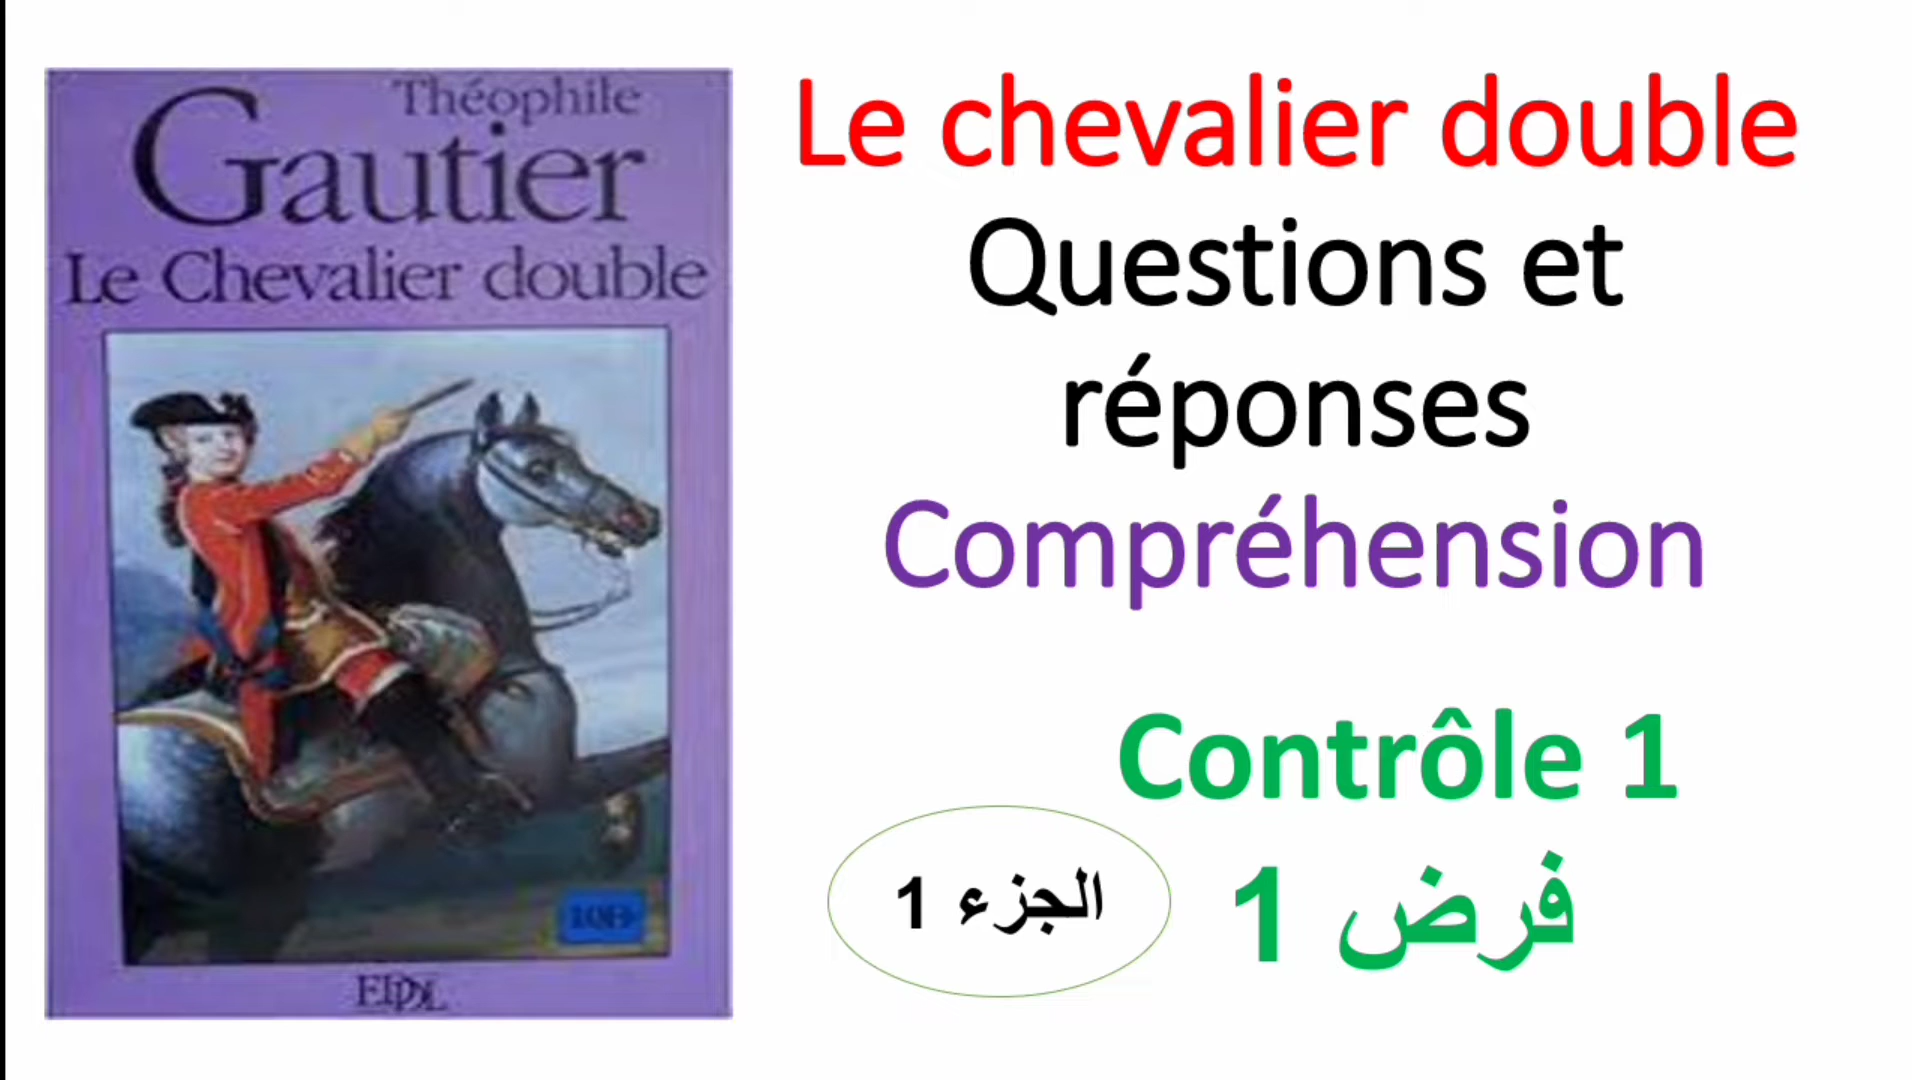 Théophile
Gautier
Le Chevalier double
Le chevalier double
Questions et
réponses
Compréhension
Contrôle 1
فرض 1
الجزء 1